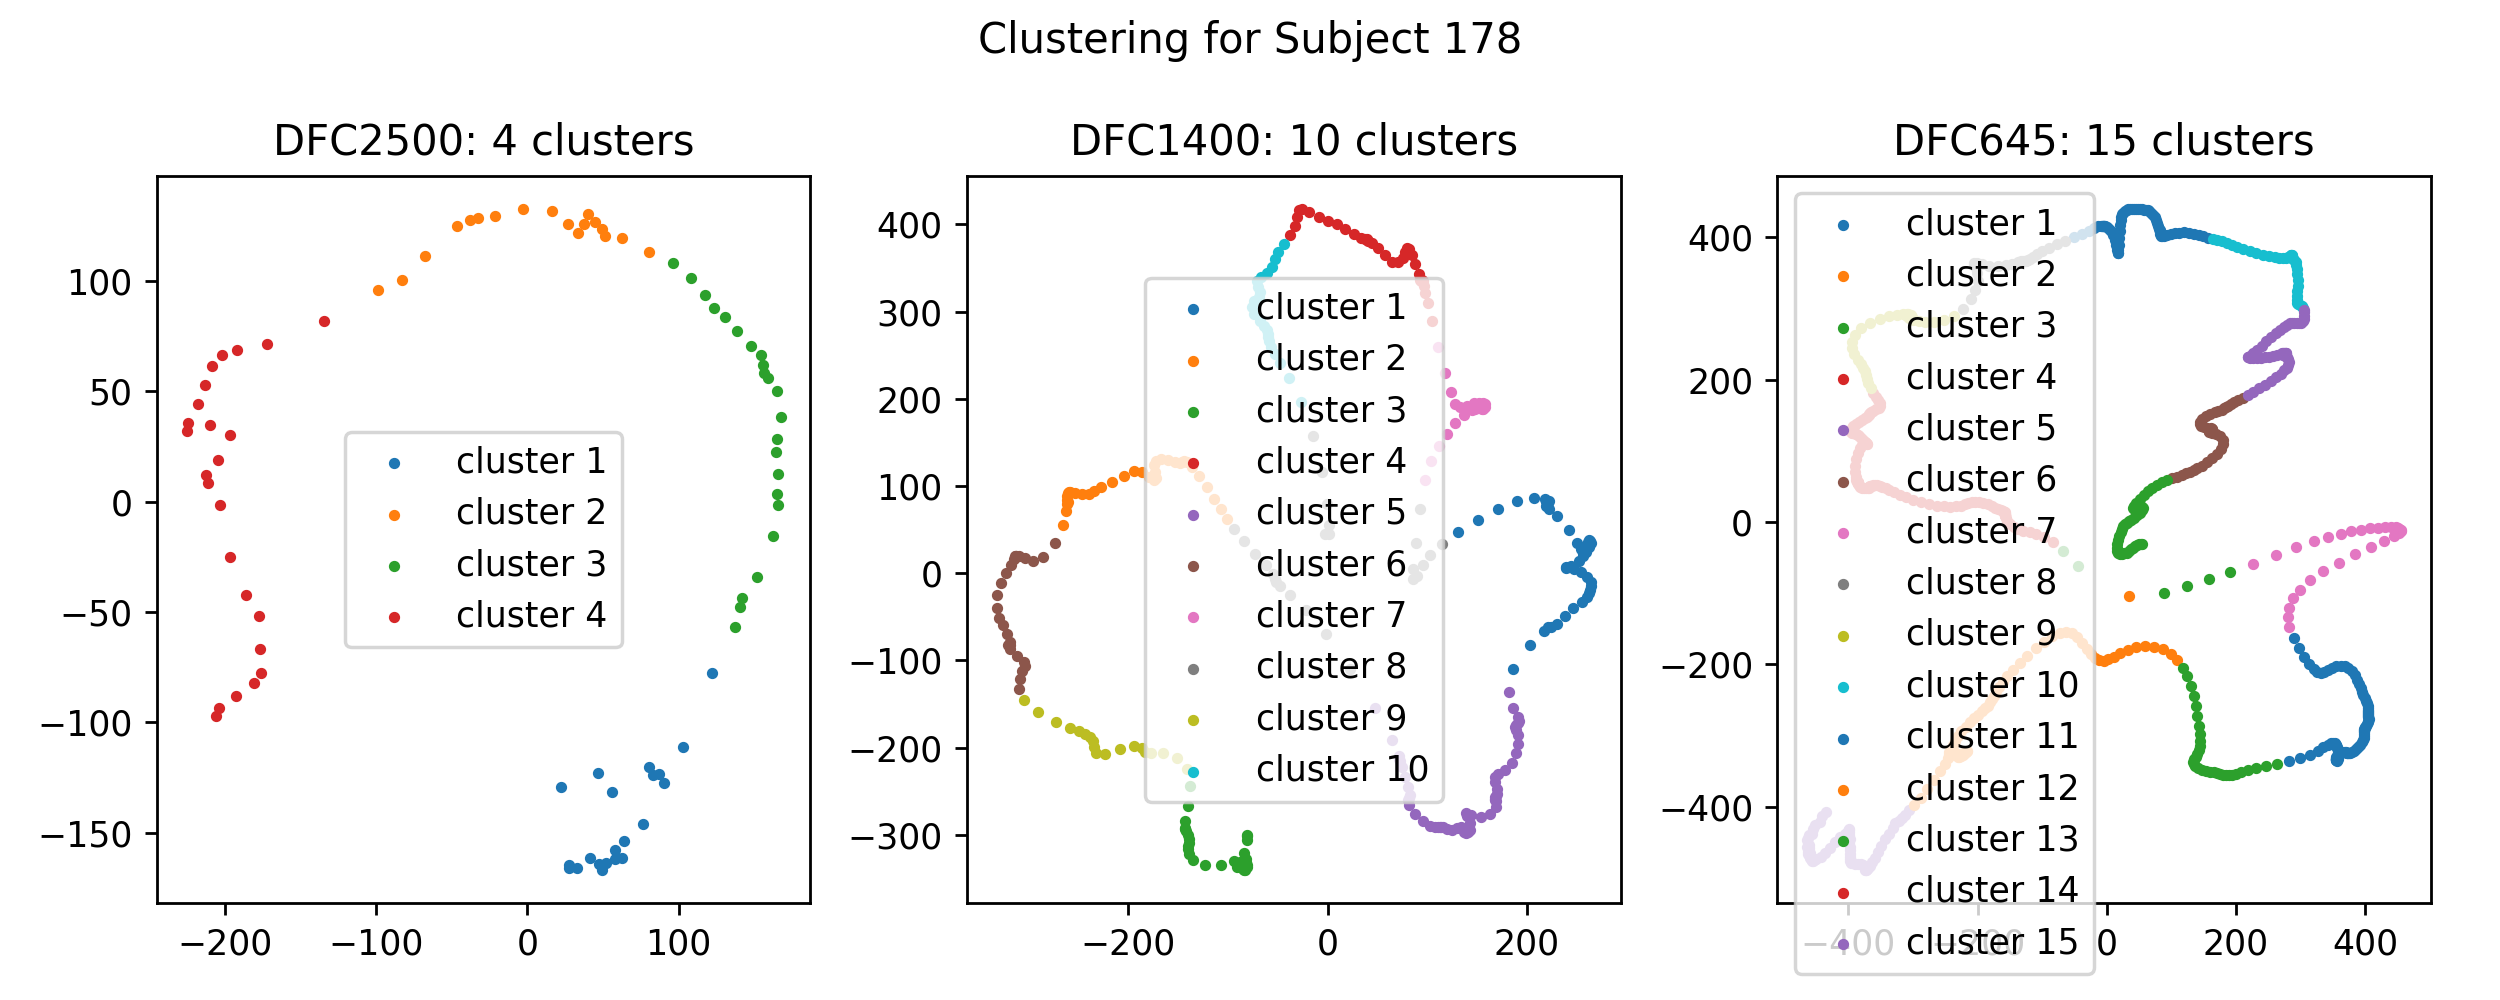 Clustering for Subject 178
DFC2500: 4 clusters
100
50
0
−50
−100
−150
−200
−100
0
100
cluster 1
cluster 2
cluster 3
cluster 4
DFC1400: 10 clusters
400
300
200
100
0
−100
−200
−300
−200
0
200
cluster 1
cluster 2
cluster 3
cluster 4
cluster 5
cluster 6
cluster 7
cluster 8
cluster 9
cluster 10
DFC645: 15 clusters
400
200
0
−200
−400
−400
−200
0
200
400
cluster 1
cluster 2
cluster 3
cluster 4
cluster 5
cluster 6
cluster 7
cluster 8
cluster 9
cluster 10
cluster 11
cluster 12
cluster 13
cluster 14
cluster 15